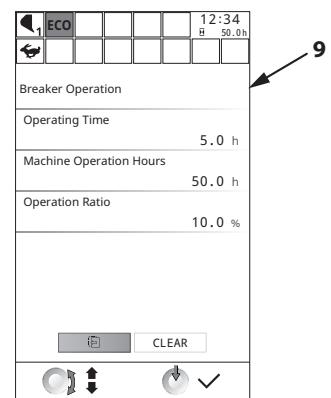 1 ECO 12:34
50.0h
9
Breaker Operation
Operating Time
5.0 h
Machine Operation Hours
50.0 h
Operation Ratio
10.0 %
CLEAR